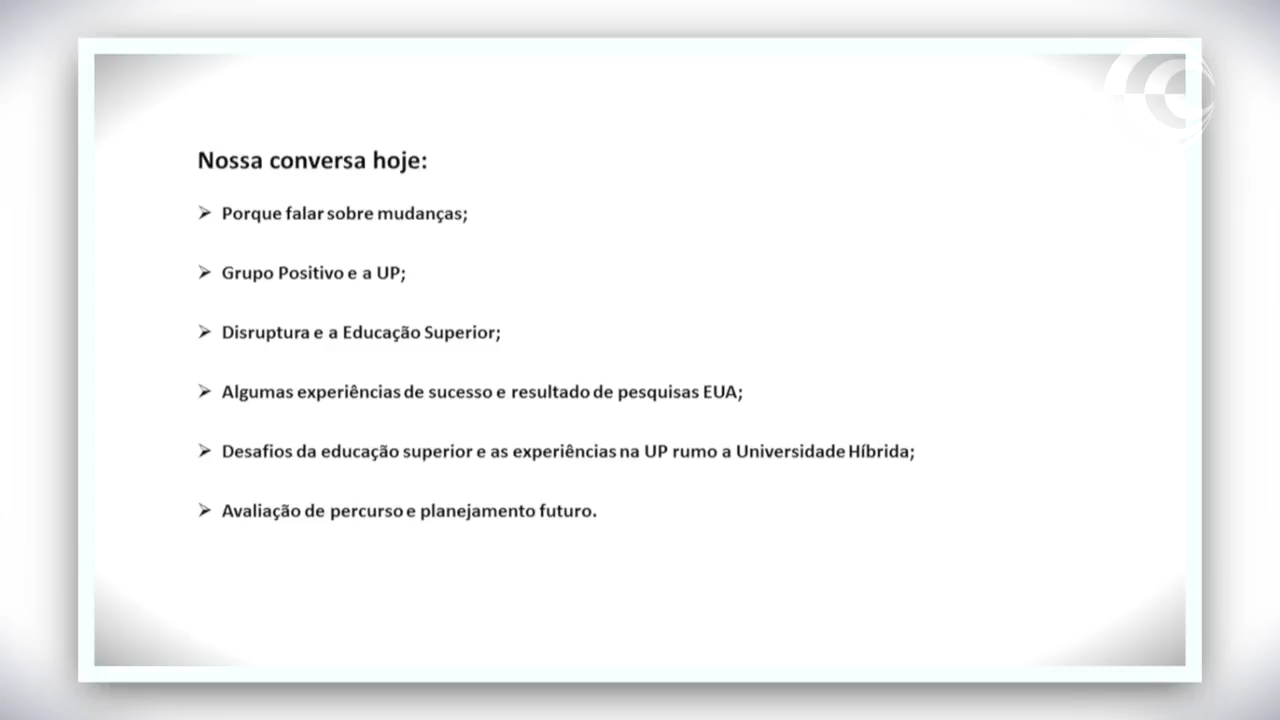 Nossa conversa hoje:
➢ Porque falar sobre mudanças;
➢ Grupo Positivo e a UP;
➢ Disruptura e a Educação Superior;
➢ Algumas experiências de sucesso e resultado de pesquisas EUA;
➢ Desafios da educação superior e as experiências na UP rumo a Universidade Híbrida;
➢ Avaliação de percurso e planejamento futuro.